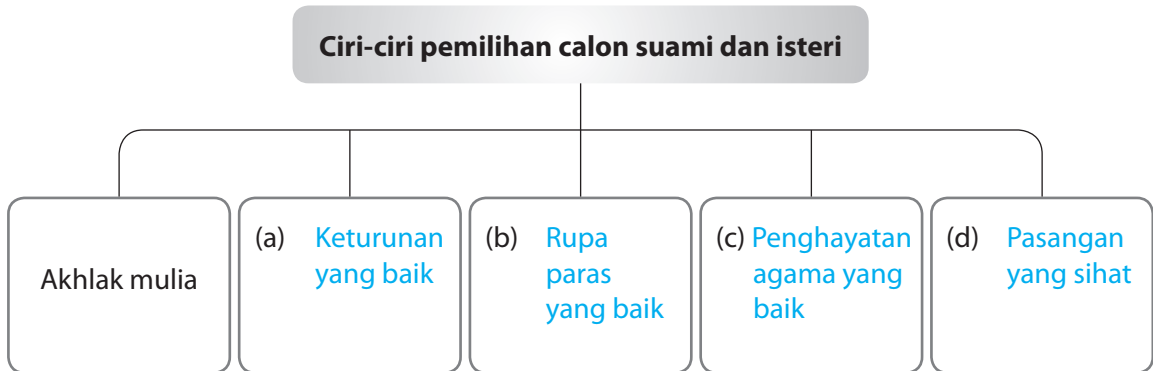 Ciri-ciri pemilihan calon suami dan isteri
Akhlak mulia
(a) Keturunan
yang baik
(b) Rupa
paras
yang baik
(c) Penghayatan
agama yang
baik
(d) Pasangan
yang sihat